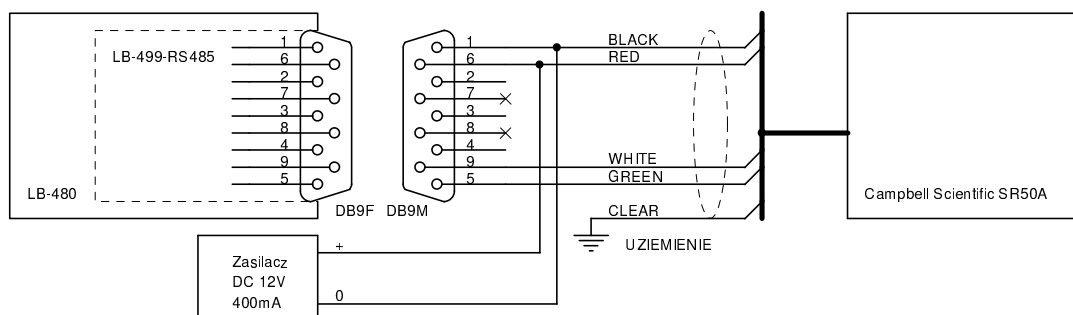 LB-499-RS485
LB-480
1
6
2
7
3
8
4
9
5
DB9F
DB9M
1
6
2
7
3
8
4
9
5
BLACK
RED
WHITE
GREEN
CLEAR
UZIEMIENIE
Campbell Scientific SR50A
Zasilacz
DC 12V
400mA
+
0